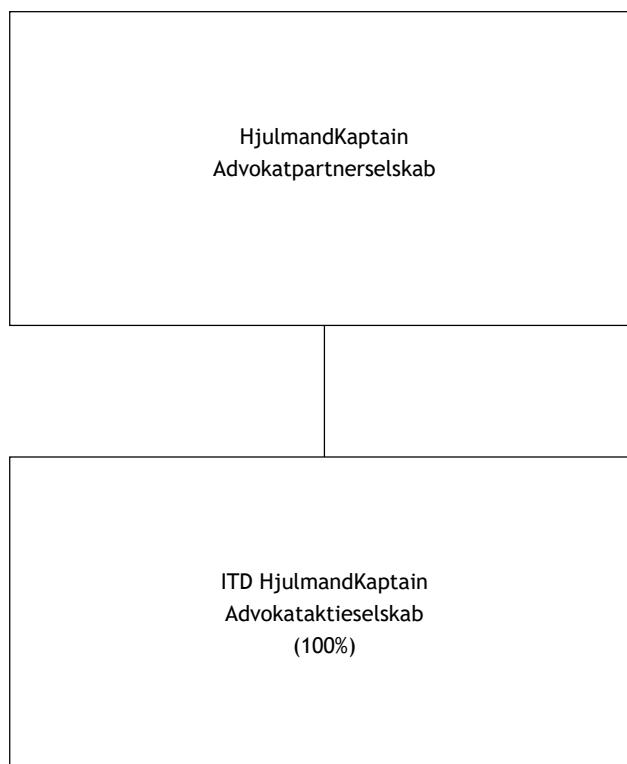 HjulmandKaptain
Advokatpartnerselskab
ITD HjulmandKaptain
Advokataktieselskab
(100%)